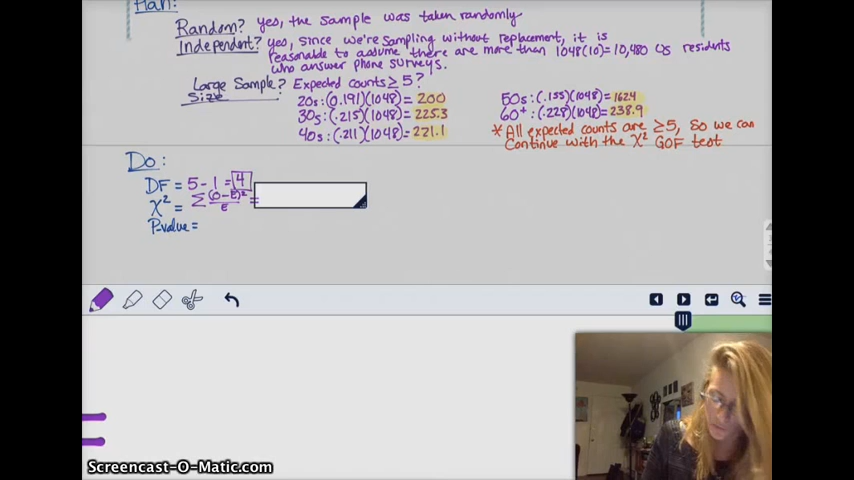 Plan:
Random? yes, the sample was taken randomly
Independent? yes, since we're sampling without replacement, it is
reasonable to assume there are more than 1048(10)=10,480 US residents
who answer phone surveys.
Large Sample? Expected counts ≥ 5?
Size
20s: (0.191)(1048) = 200
30s: (.215)(1048) = 225.3
40s: (.211)(1048) = 221.1
50s: (.155)(1048) = 162.4
60+: (.228)(1048) = 238.9
* All expected counts are ≥5, so we can
continue with the χ² GOF test
Do:
DF = 5 - 1 = 4
χ² = Σ (O-E)²/E =
P-value =
Screencast-O-Matic.com